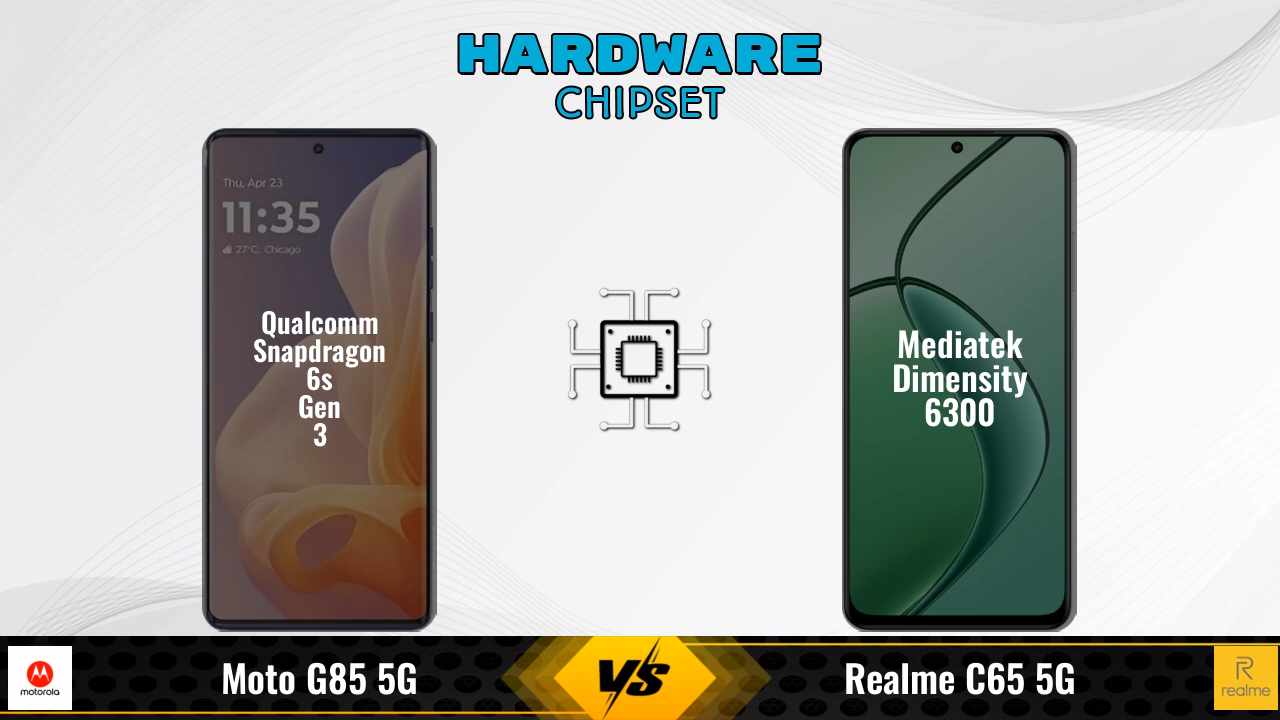 HARDWARE
CHIPSET
Thu, Apr 23
11:35
27°C, Chicago
Qualcomm
Snapdragon
6s
Gen
3
Mediatek
Dimensity
6300
motorola
Moto G85 5G
VS
Realme C65 5G
R
realme